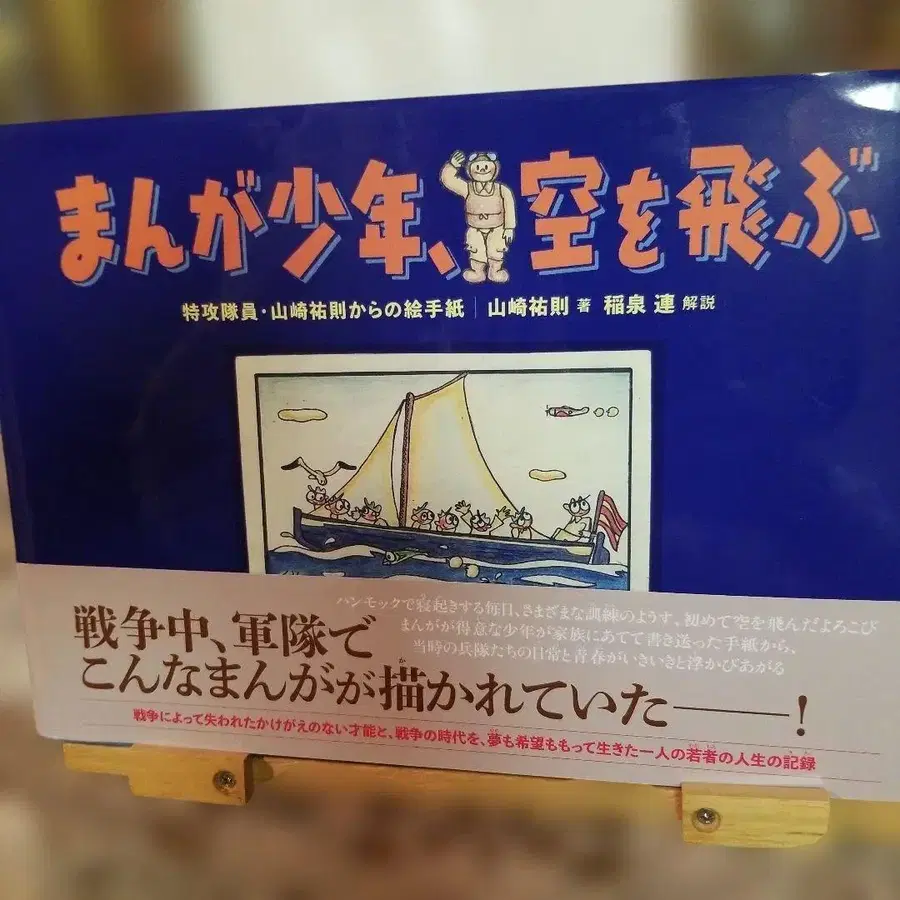 まんが少年、空を飛ぶ
特攻隊員・山崎祐則からの絵手紙 | 山崎祐則 著 稲泉 連 解説
ハンモックで寝起きする毎日、さまざまな訓練のようす、初めて空を飛んだよろこび
まんがが得意な少年が家族にあてて書き送った手紙から、
当時の兵隊たちの日常と青春がいきいきと浮かびあがる
戦争中、軍隊で
こんなまんがが描かれていた――!
戦争によって失われたかけがえのない才能と、戦争の時代を、夢も希望ももって生きた一人の若者の人生の記録